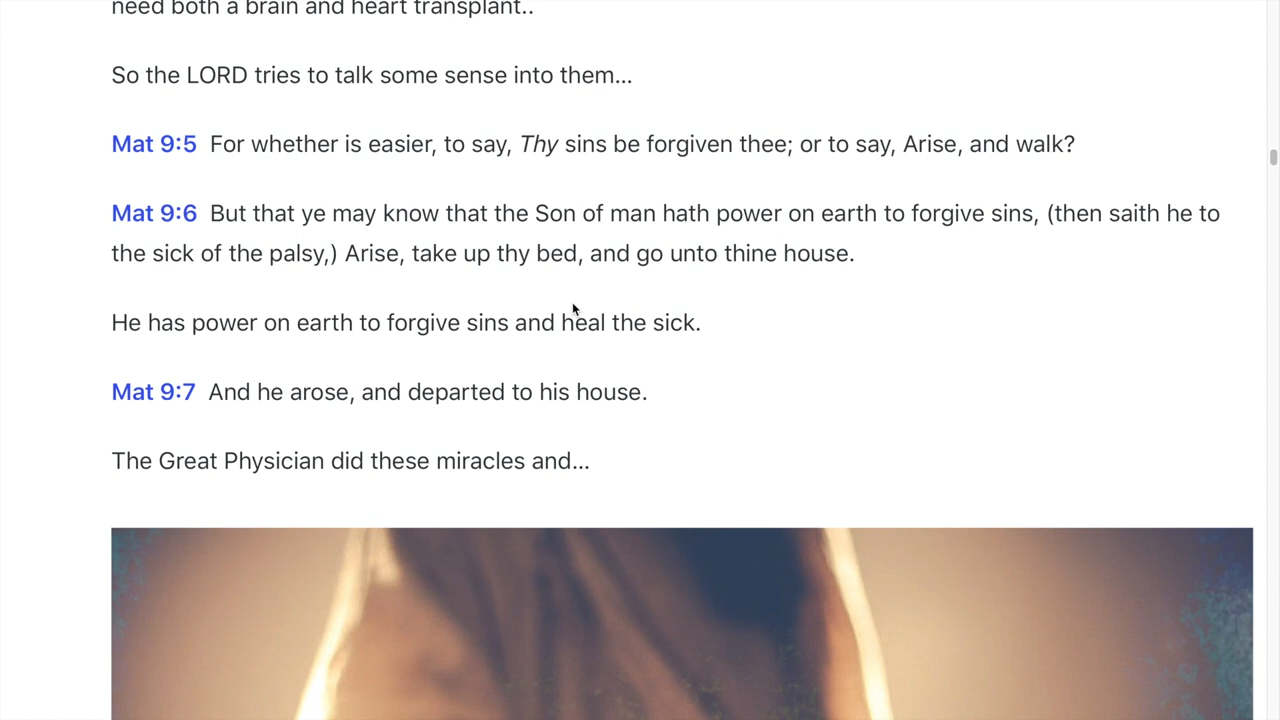 need both a brain and heart transplant..
So the LORD tries to talk some sense into them...
Mat 9:5 For whether is easier, to say, Thy sins be forgiven thee; or to say, Arise, and walk?
Mat 9:6 But that ye may know that the Son of man hath power on earth to forgive sins, (then saith he to
the sick of the palsy,) Arise, take up thy bed, and go unto thine house.
He has power on earth to forgive sins and heal the sick.
Mat 9:7 And he arose, and departed to his house.
The Great Physician did these miracles and...